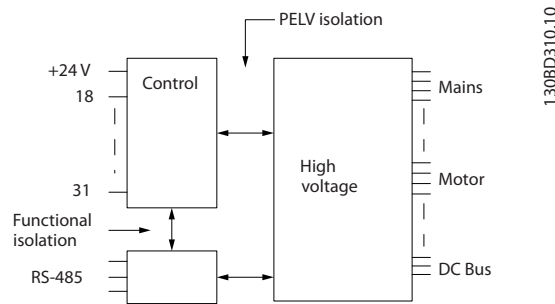 PELV isolation
130BD310.10
+24 V
18
31
Control
High
voltage
Mains
Motor
DC Bus
Functional
isolation
RS-485